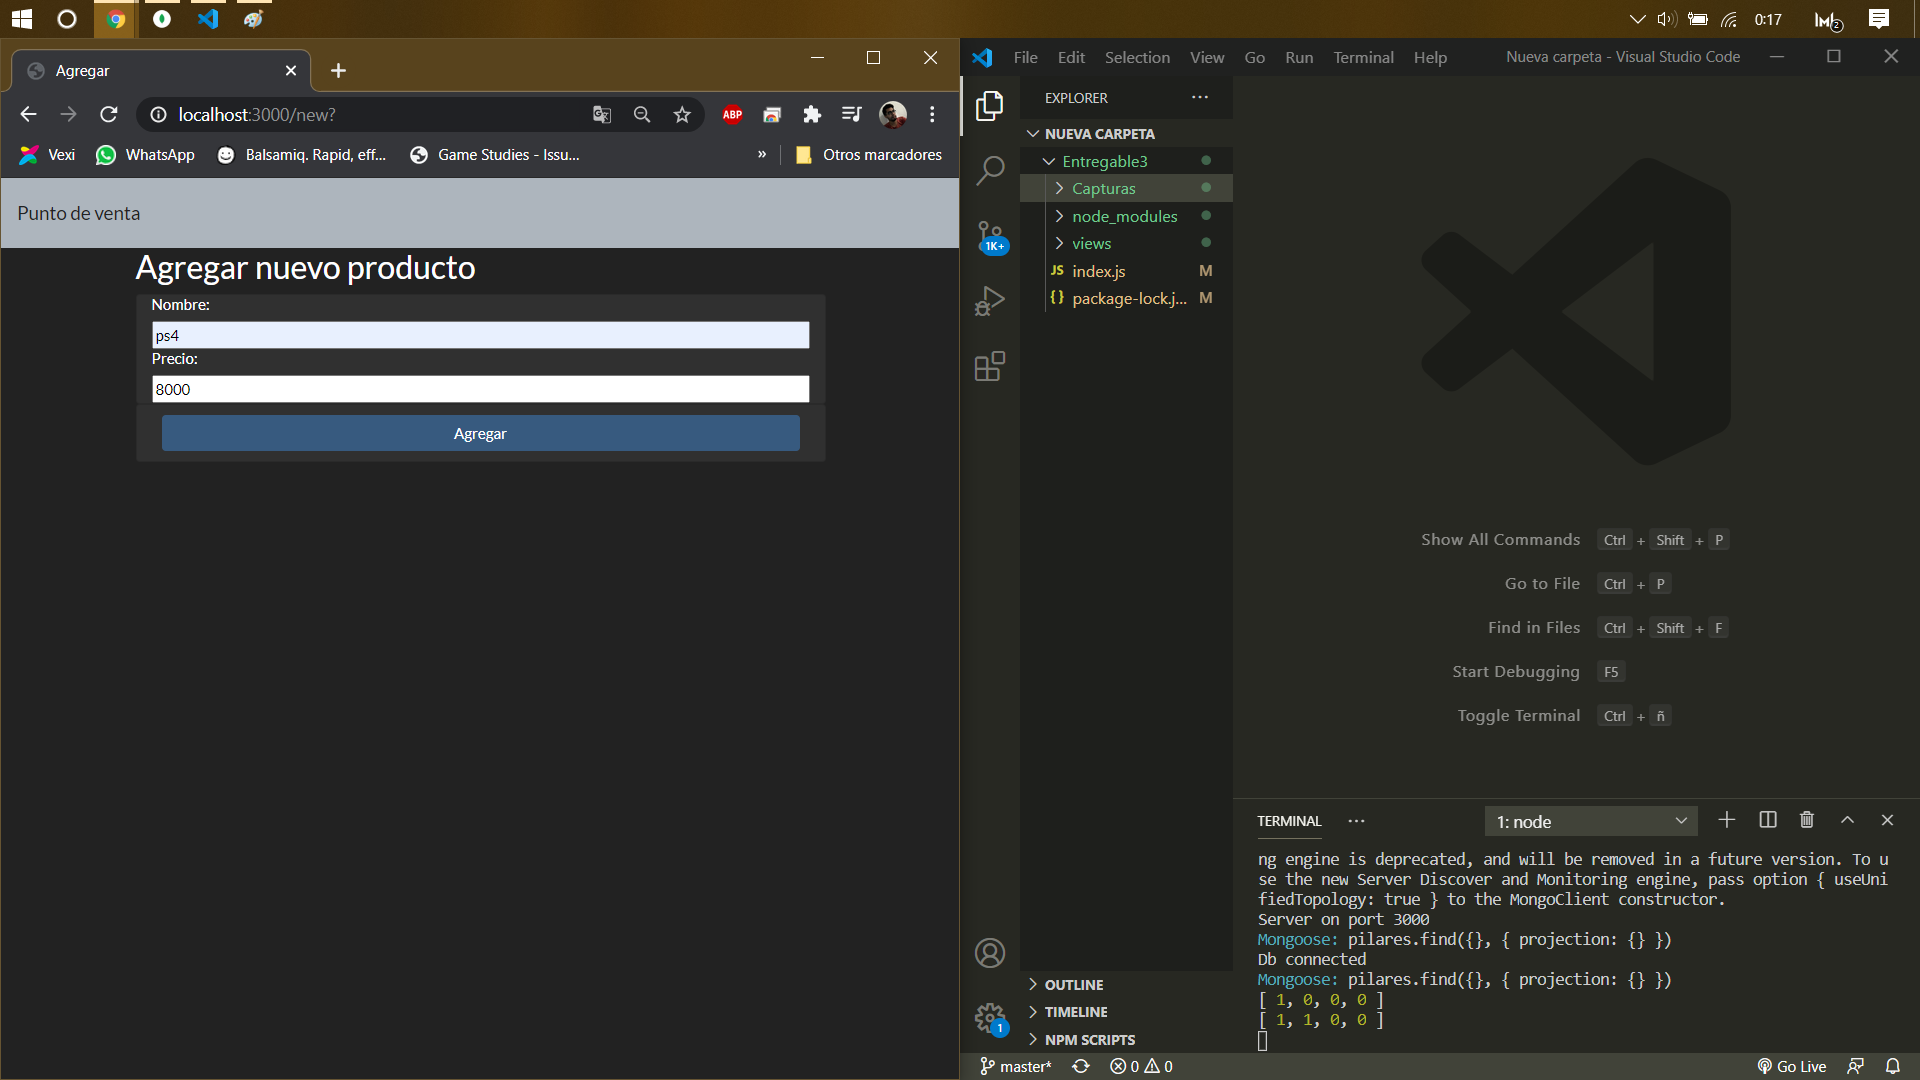 0:17
2
Agregar
localhost:3000/new?
ABP
Vexi
WhatsApp
Balsamiq. Rapid, eff...
Game Studies - Issu...
»
Otros marcadores
Punto de venta
Agregar nuevo producto
Nombre:
ps4
Precio:
8000
Agregar
File Edit Selection View Go Run Terminal Help
Nueva carpeta - Visual Studio Code
EXPLORER
NUEVA CARPETA
Entregable3
Capturas
node_modules
views
JS index.js M
{} package-lock.j... M
1K+
Show All Commands Ctrl + Shift + P
Go to File Ctrl + P
Find in Files Ctrl + Shift + F
Start Debugging F5
Toggle Terminal Ctrl + ñ
TERMINAL
1: node
ng engine is deprecated, and will be removed in a future version. To u
se the new Server Discover and Monitoring engine, pass option { useUni
fiedTopology: true } to the MongoClient constructor.
Server on port 3000
Mongoose: pilares.find({}, { projection: {} })
Db connected
Mongoose: pilares.find({}, { projection: {} })
[ 1, 0, 0, 0 ]
[ 1, 1, 0, 0 ]
OUTLINE
TIMELINE
NPM SCRIPTS
1
master*
0 0
Go Live